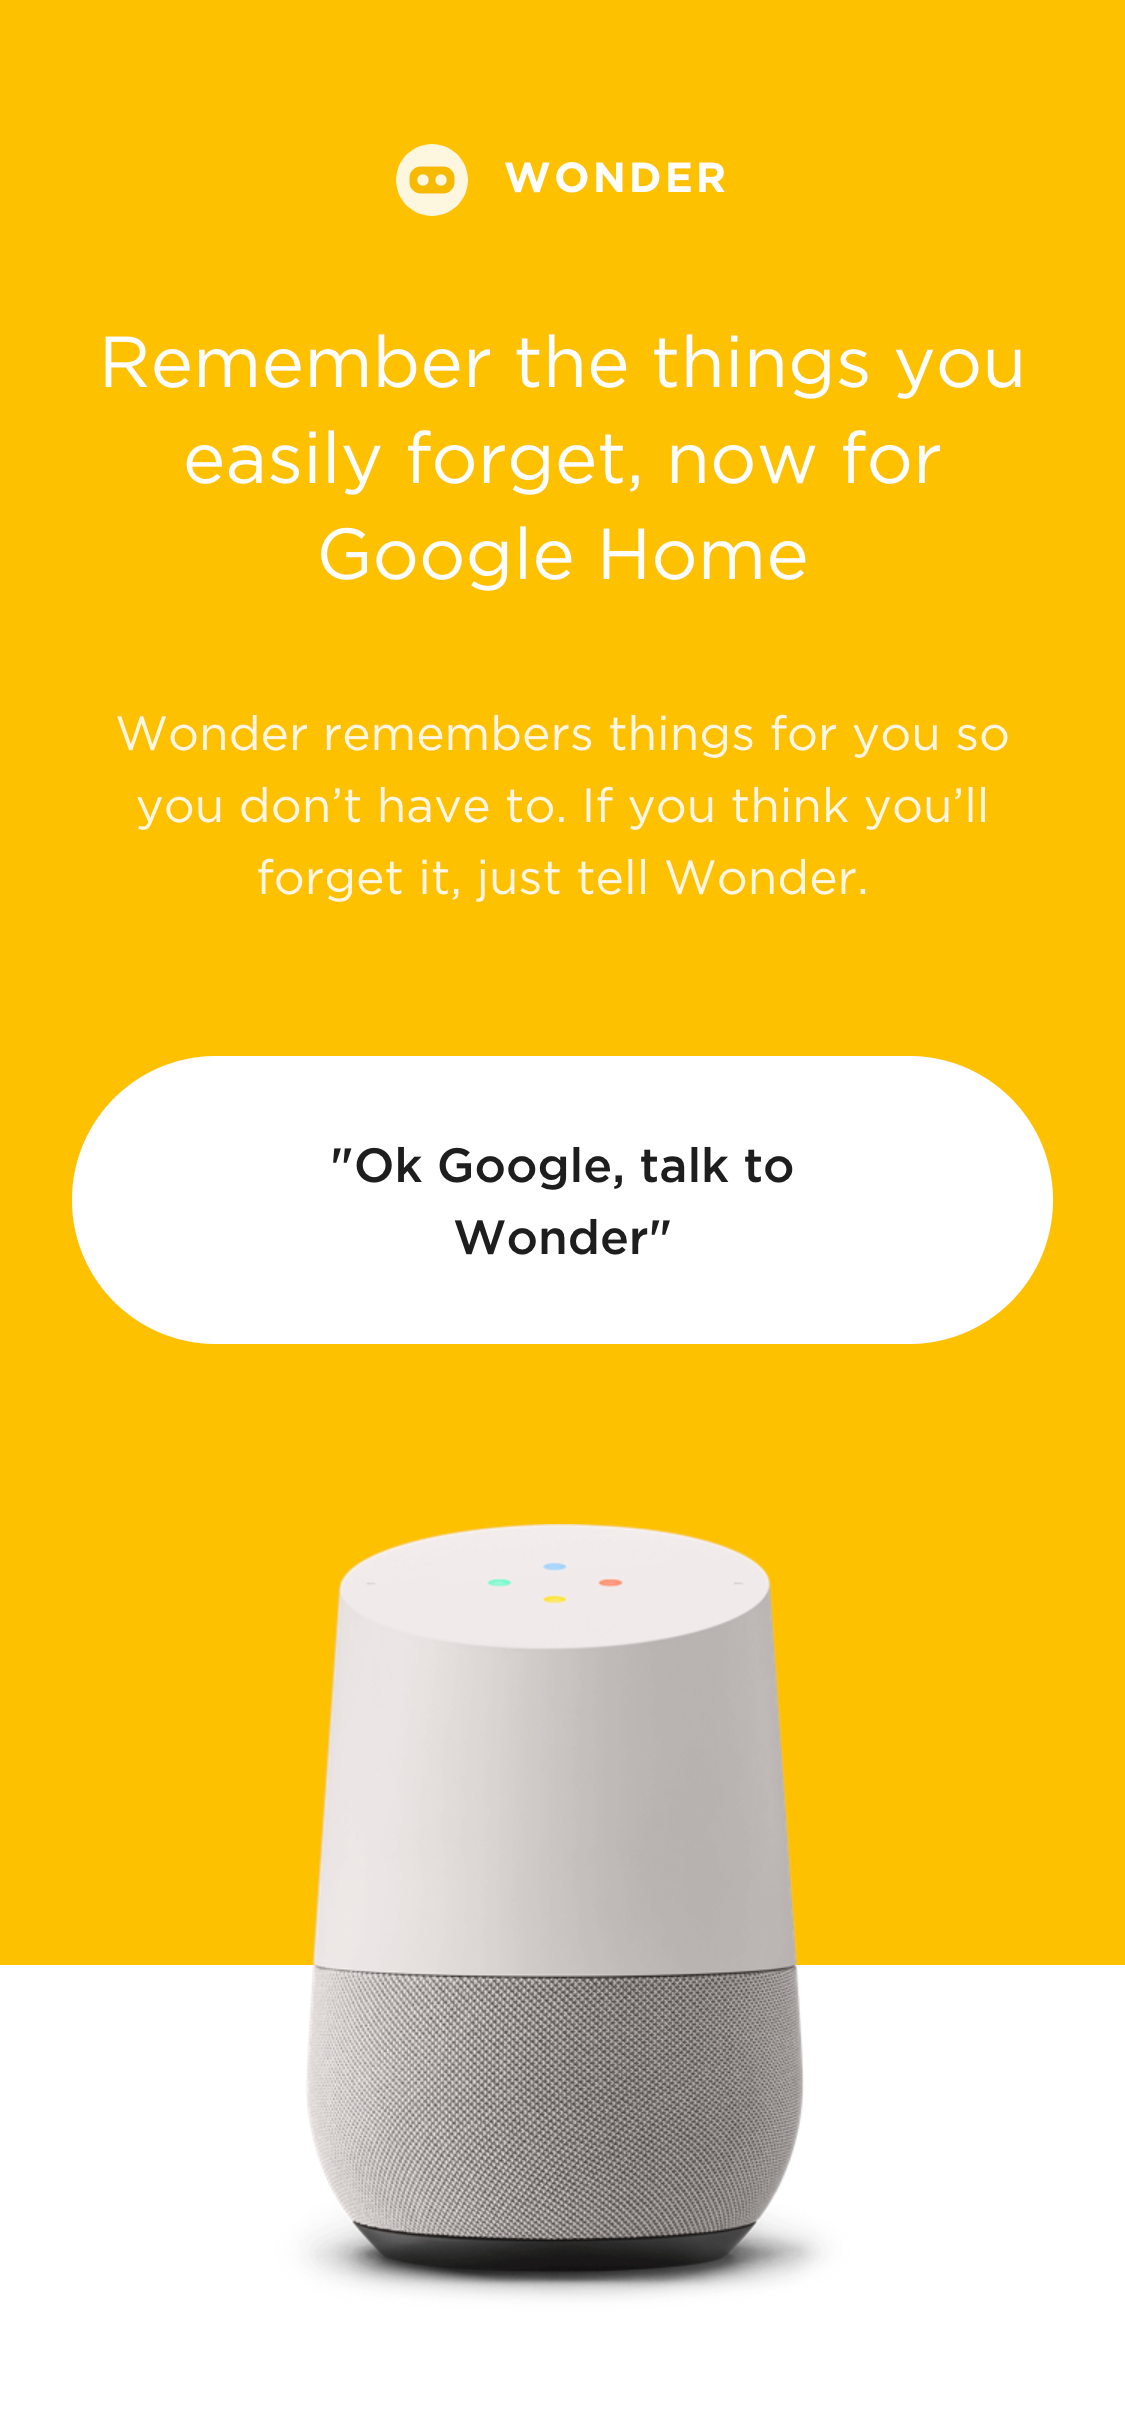 WONDER
Remember the things you
easily forget, now for
Google Home
Wonder remembers things for you so
you don’t have to. If you think you’ll
forget it, just tell Wonder.
"Ok Google, talk to
Wonder"